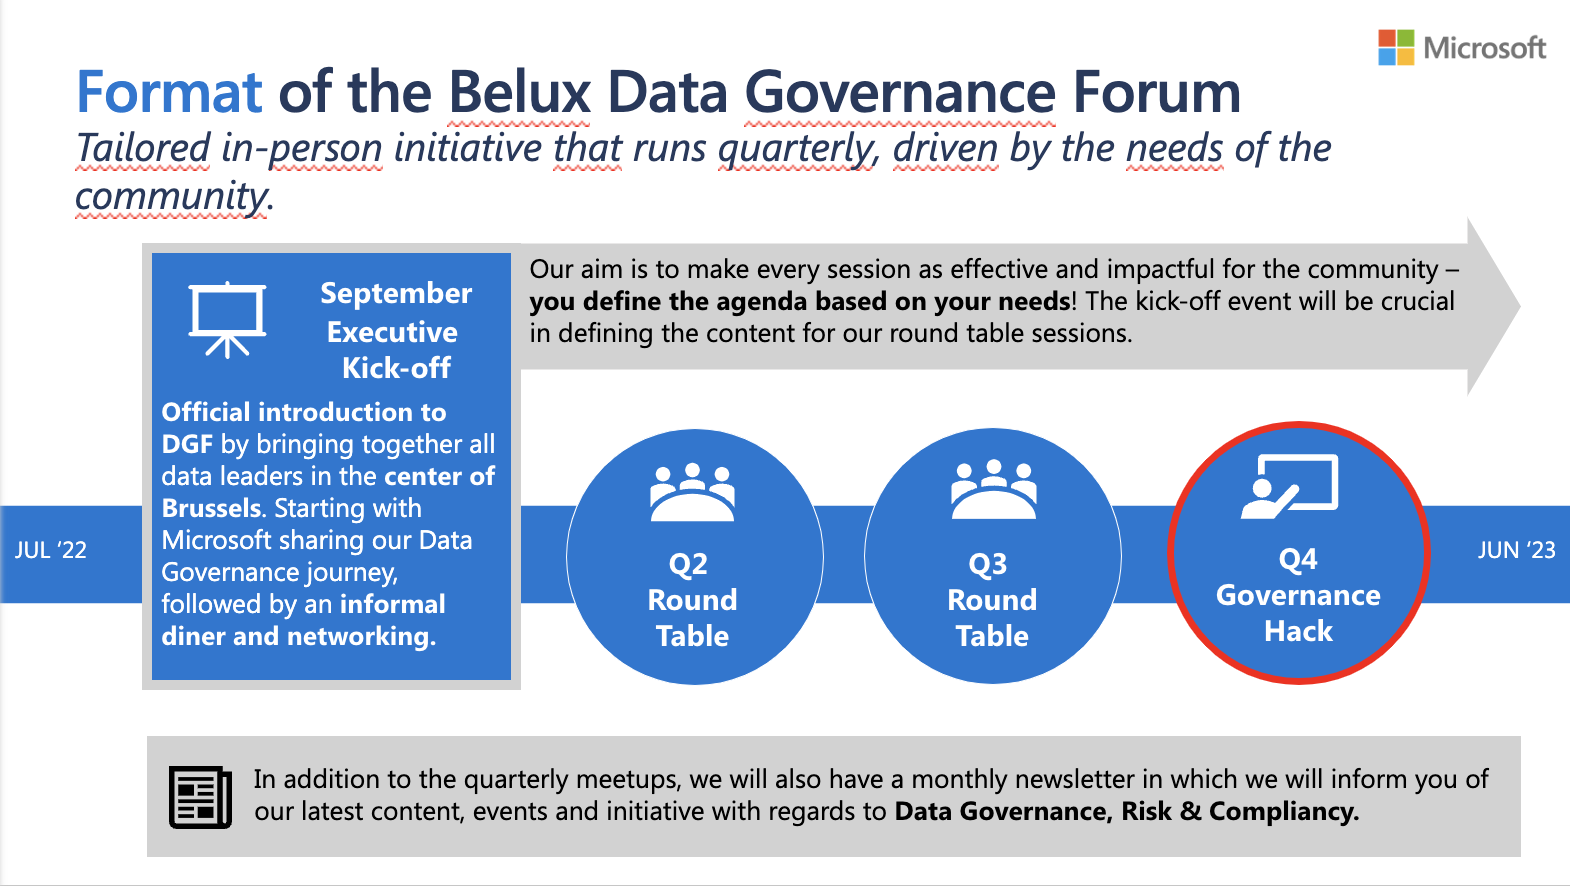 Microsoft
Format of the Belux Data Governance Forum
Tailored in-person initiative that runs quarterly, driven by the needs of the
community.
September
Executive
Kick-off
Official introduction to
DGF by bringing together all
data leaders in the center of
Brussels. Starting with
Microsoft sharing our Data
Governance journey,
followed by an informal
diner and networking.
Our aim is to make every session as effective and impactful for the community –
you define the agenda based on your needs! The kick-off event will be crucial
in defining the content for our round table sessions.
JUL ‘22
Q2
Round
Table
Q3
Round
Table
Q4
Governance
Hack
JUN ‘23
In addition to the quarterly meetups, we will also have a monthly newsletter in which we will inform you of
our latest content, events and initiative with regards to Data Governance, Risk & Compliancy.